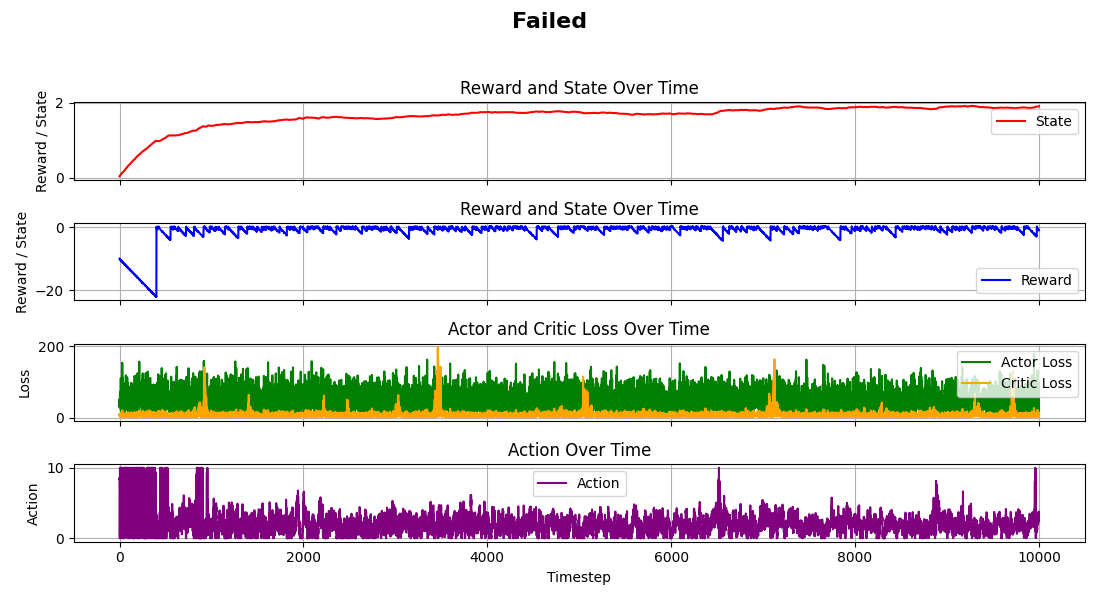 Failed
Reward and State Over Time
Reward / State
2
0
State
Reward and State Over Time
Reward / State
0
−20
Reward
Actor and Critic Loss Over Time
Loss
200
0
Actor Loss
Critic Loss
Action Over Time
Action
10
0
Action
0 2000 4000 6000 8000 10000
Timestep